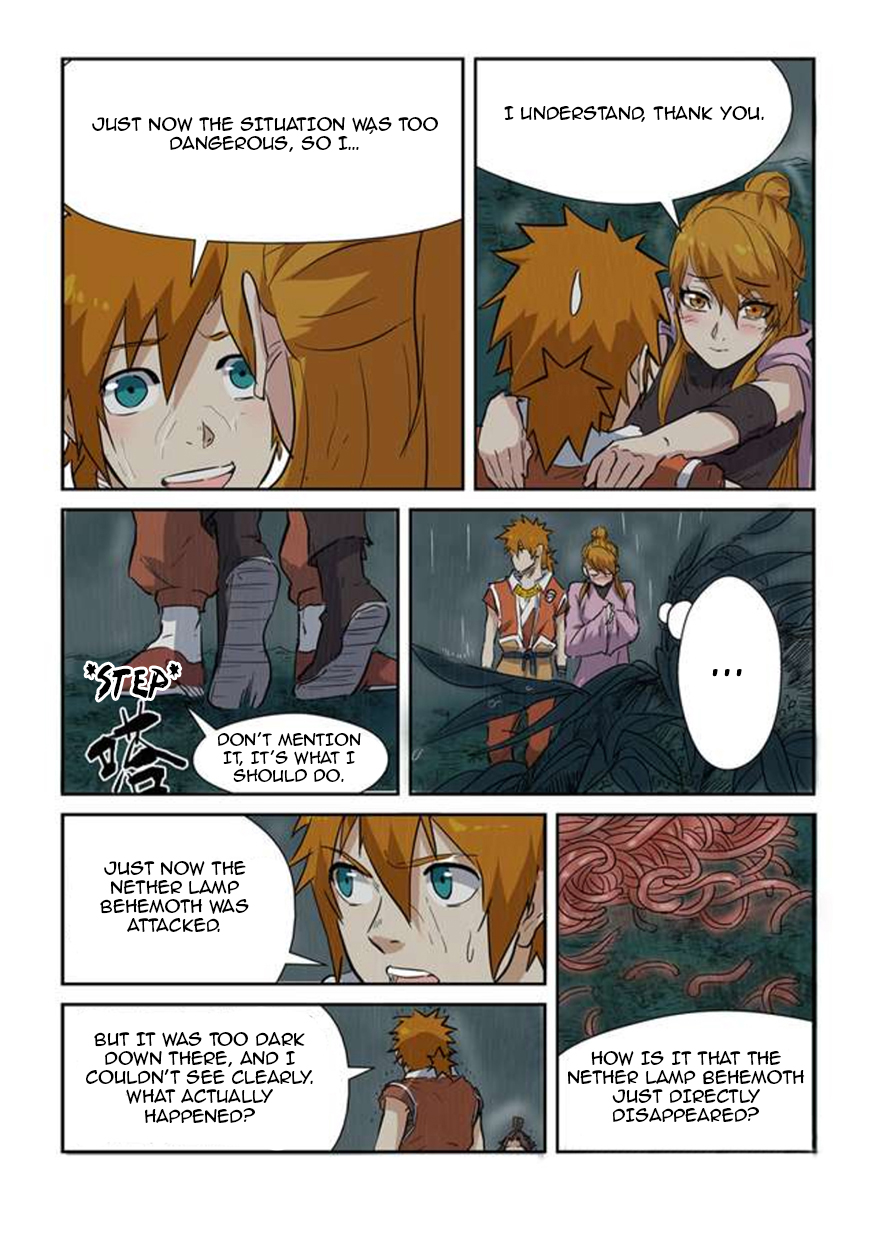 JUST NOW THE SITUATION WAS TOO
DANGEROUS, SO I...
I UNDERSTAND, THANK YOU.
*STEP*
嗒
DON'T MENTION
IT, IT'S WHAT I
SHOULD DO.
...
JUST NOW THE
NETHER LAMP
BEHEMOTH WAS
ATTACKED.
BUT IT WAS TOO DARK
DOWN THERE, AND I
COULDN'T SEE CLEARLY.
WHAT ACTUALLY
HAPPENED?
HOW IS IT THAT THE
NETHER LAMP BEHEMOTH
JUST DIRECTLY
DISAPPEARED?